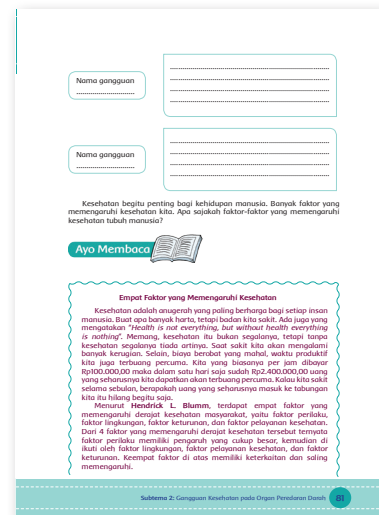 Nama gangguan
Nama gangguan
Kesehatan begitu penting bagi kehidupan manusia. Banyak faktor yang
memengaruhi kesehatan kita. Apa sajakah faktor-faktor yang memengaruhi
kesehatan tubuh manusia?
Ayo Membaca
Empat Faktor yang Memengaruhi Kesehatan
Kesehatan adalah anugerah yang paling berharga bagi setiap insan
manusia. Buat apa banyak harta, tetapi badan kita sakit. Ada juga yang
mengatakan "Health is not everything, but without health everything
is nothing". Memang, kesehatan itu bukan segalanya, tetapi tanpa
kesehatan segalanya tiada artinya. Saat sakit kita akan mengalami
banyak kerugian. Selain, biaya berobat yang mahal, waktu produktif
kita juga terbuang percuma. Kita yang biasanya per jam dibayar
Rp100.000,00 maka dalam satu hari saja sudah Rp2.400.000,00 uang
yang seharusnya kita dapatkan akan terbuang percuma. Kalau kita sakit
selama sebulan, berapakah uang yang seharusnya masuk ke tabungan
kita itu hilang begitu saja.
Menurut Hendrick L. Blumm, terdapat empat faktor yang
memengaruhi derajat kesehatan masyarakat, yaitu faktor perilaku,
faktor lingkungan, faktor keturunan, dan faktor pelayanan kesehatan.
Dari 4 faktor yang memengaruhi derajat kesehatan tersebut ternyata
faktor perilaku memiliki pengaruh yang cukup besar, kemudian di
ikuti oleh faktor lingkungan, faktor pelayanan kesehatan, dan faktor
keturunan. Keempat faktor di atas memiliki keterkaitan dan saling
memengaruhi.
Subtema 2: Gangguan Kesehatan pada Organ Peredaran Darah 81